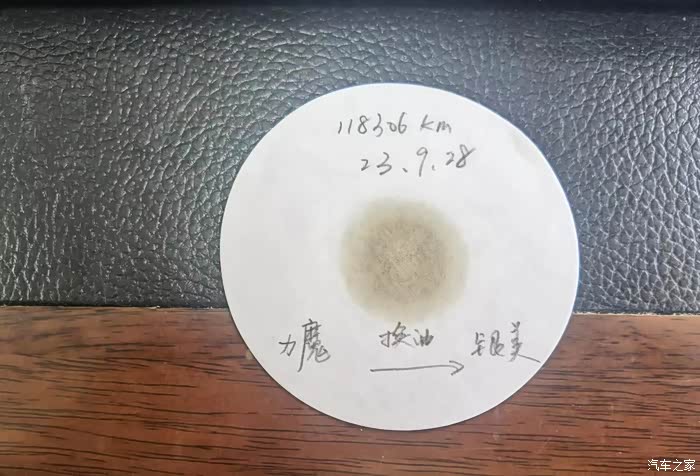 118306 km
23.9.28
力魔 换油 银美
汽车之家